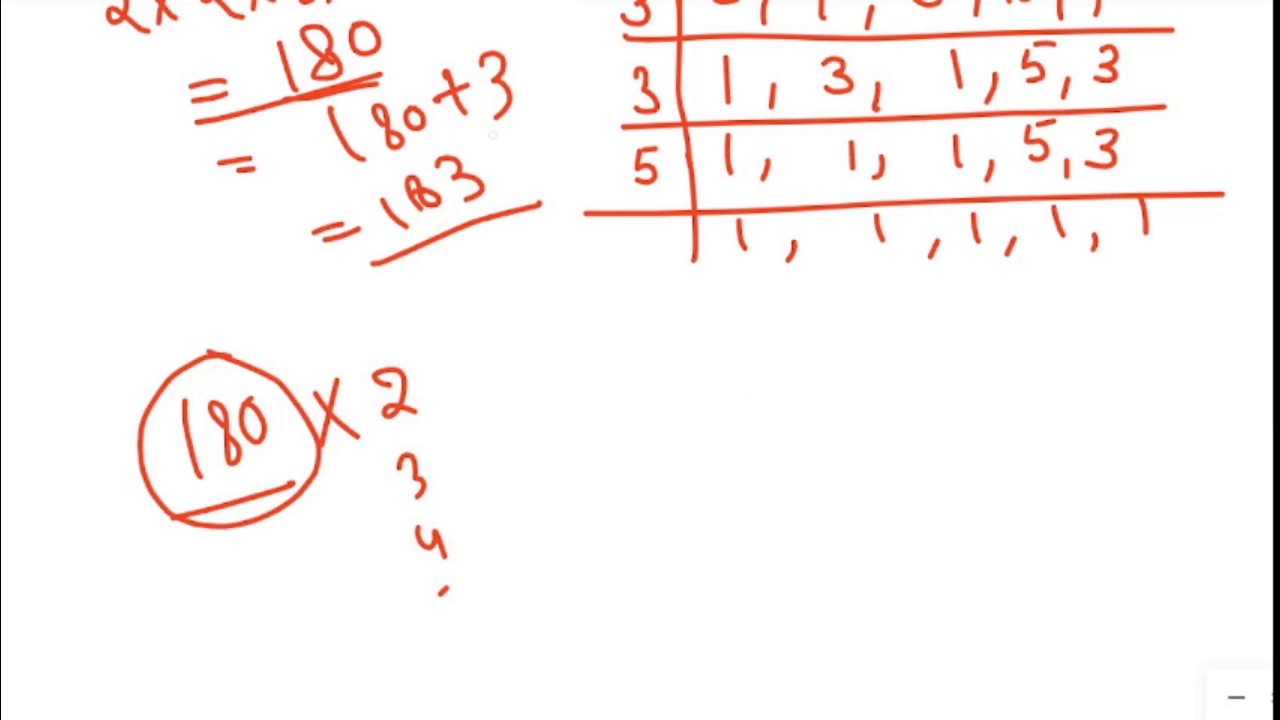 = 180
= 180 + 3
= 183
3
3 | 1, 3, 1, 5, 3
5 | 1, 1, 1, 5, 3
1, 1, 1, 1, 1
180 × 2
3
4
.